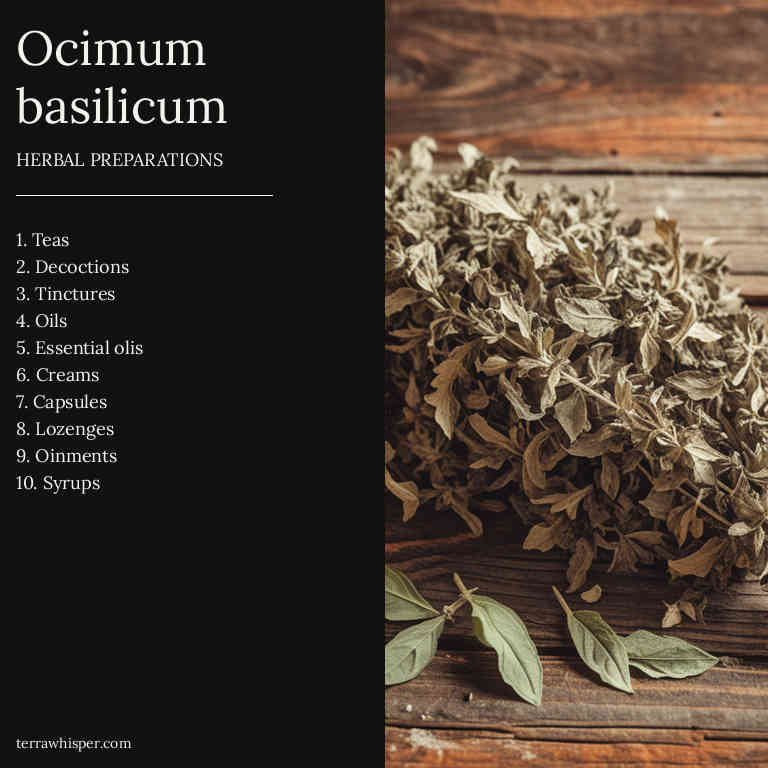 Ocimum
basilicum
HERBAL PREPARATIONS
1. Teas
2. Decoctions
3. Tinctures
4. Oils
5. Essential olis
6. Creams
7. Capsules
8. Lozenges
9. Oinments
10. Syrups
terrawhisper.com